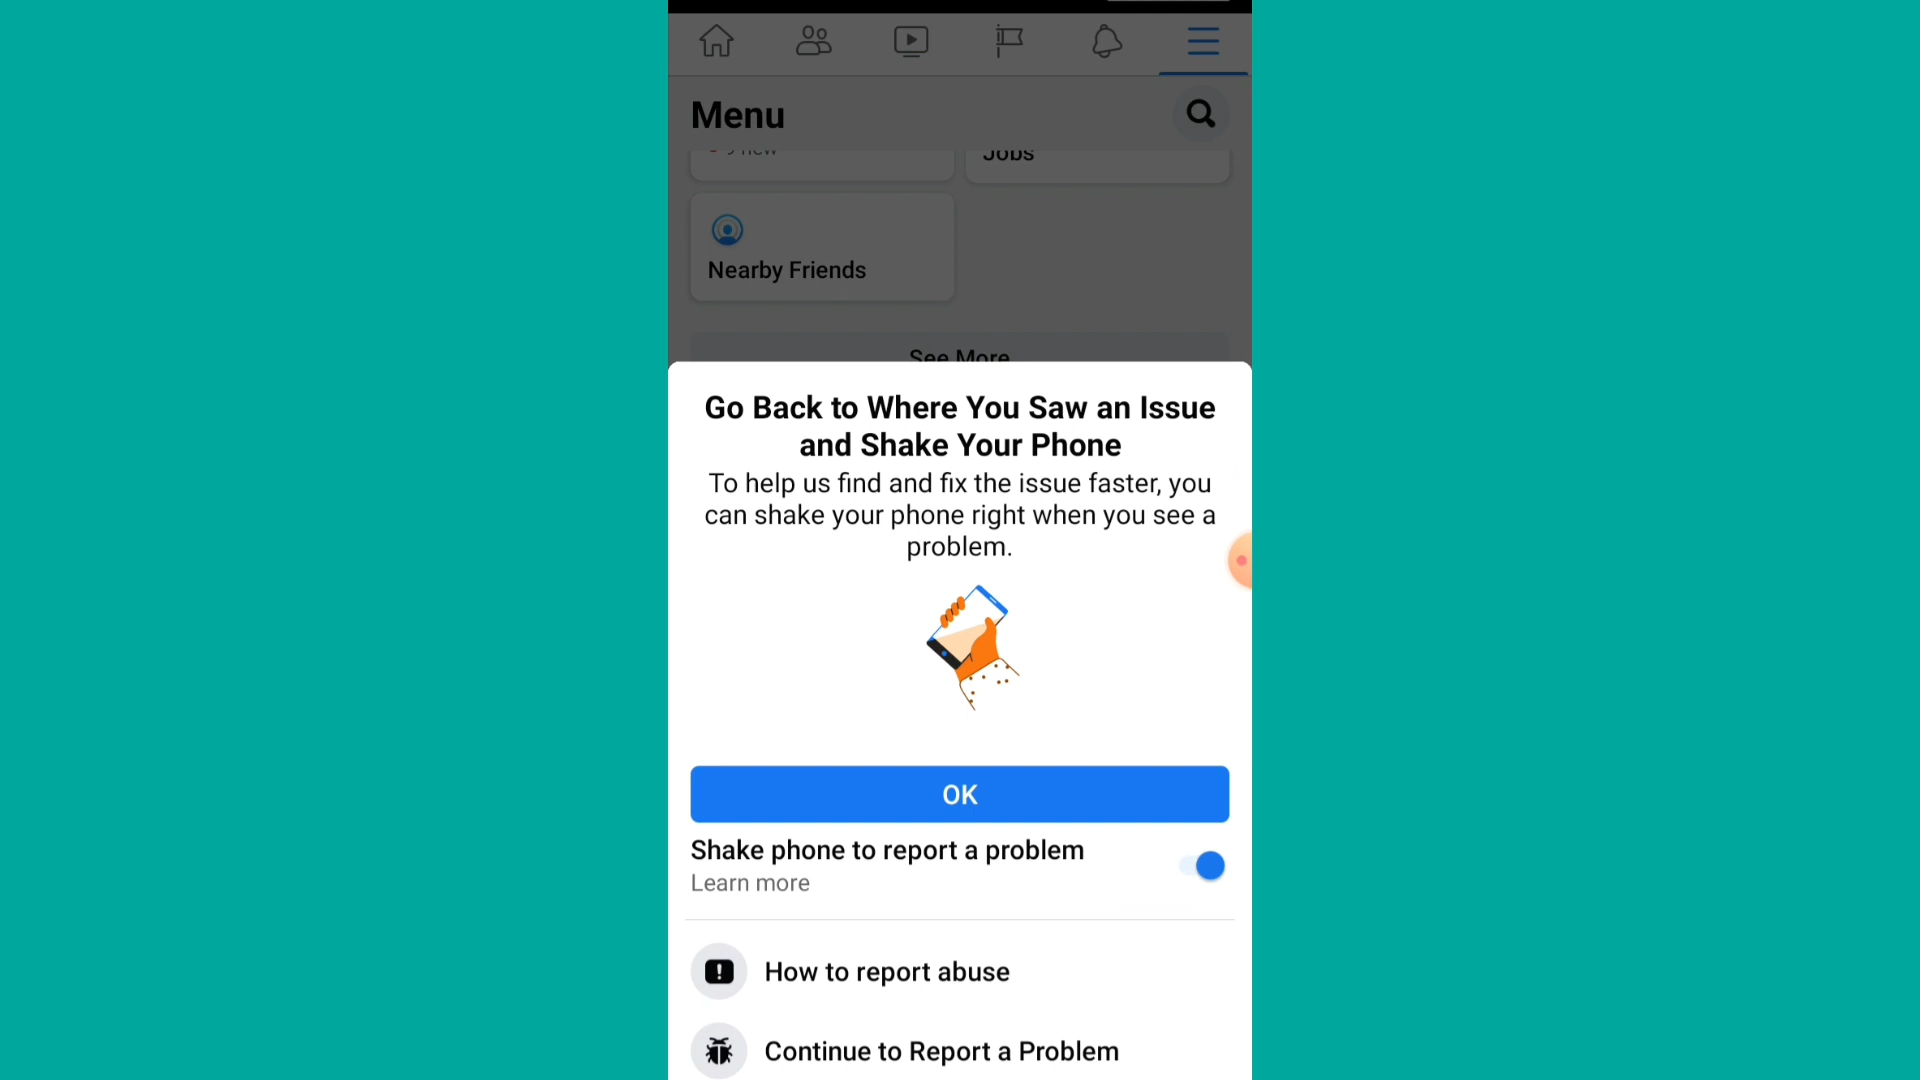 Menu
9 new
Jobs
Nearby Friends
See More
Go Back to Where You Saw an Issue
and Shake Your Phone
To help us find and fix the issue faster, you
can shake your phone right when you see a
problem.
OK
Shake phone to report a problem
Learn more
How to report abuse
Continue to Report a Problem